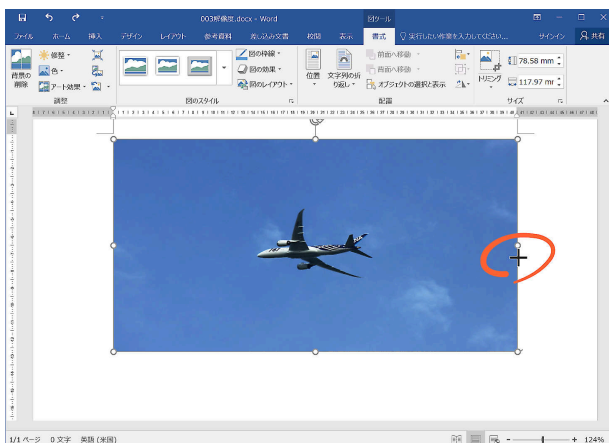 003解像度.docx - Word
図ツール
ファイル ホーム 挿入 デザイン レイアウト 参考資料 差し込み文書 校閲 表示 書式 実行したい作業を入力してください... サインイン 共有
背景の削除
修整
色
アート効果
調整
図のスタイル
図の枠線
図の効果
図のレイアウト
位置
文字列の折り返し
前面へ移動
背面へ移動
オブジェクトの選択と表示
配置
トリミング
78.58 mm
117.97 mm
サイズ
1/1 ページ 0 文字 英語 (米国) 124%